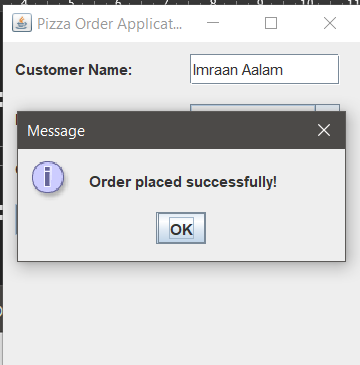 Pizza Order Applicat...
Customer Name:
Imraan Aalam
Message
Order placed successfully!
OK